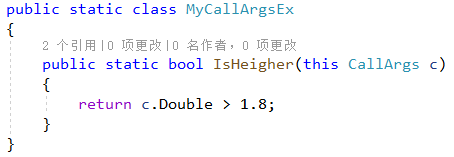 public static class MyCallArgsEx
{
2 个引用|0 项更改|0 名作者，0 项更改
public static bool IsHeigher(this CallArgs c)
{
return c.Double > 1.8;
}
}